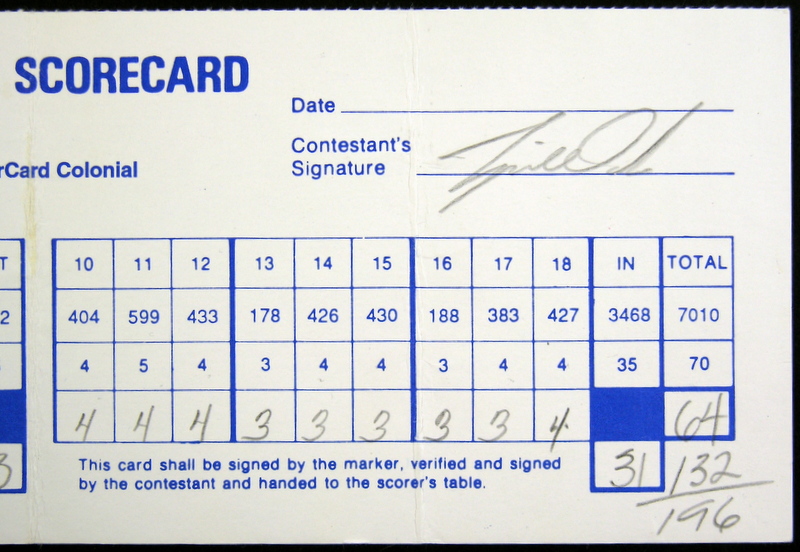 SCORECARD
Date
Contestant's
Signature
rCard Colonial
T 10 11 12 13 14 15 16 17 18 IN TOTAL
2 404 599 433 178 426 430 188 383 427 3468 7010
4 5 4 3 4 4 3 4 4 35 70
4 4 4 3 3 3 3 3 4 64
This card shall be signed by the marker, verified and signed
by the contestant and handed to the scorer's table.
3 31 132
196